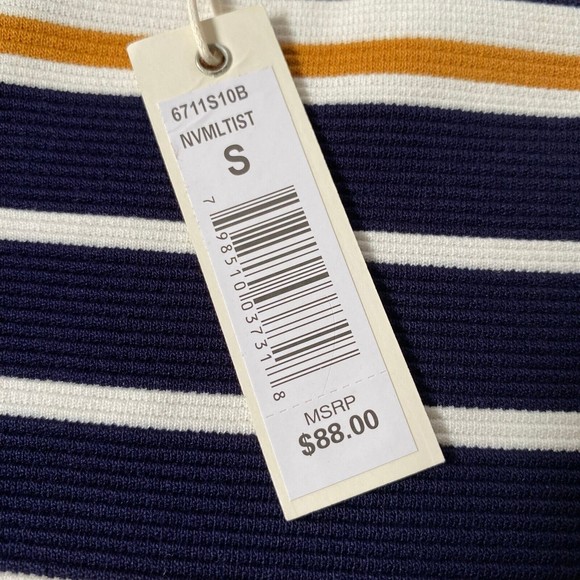 6711S10B
NVMLTIST
S
7 98510 03731 8
MSRP
$88.00